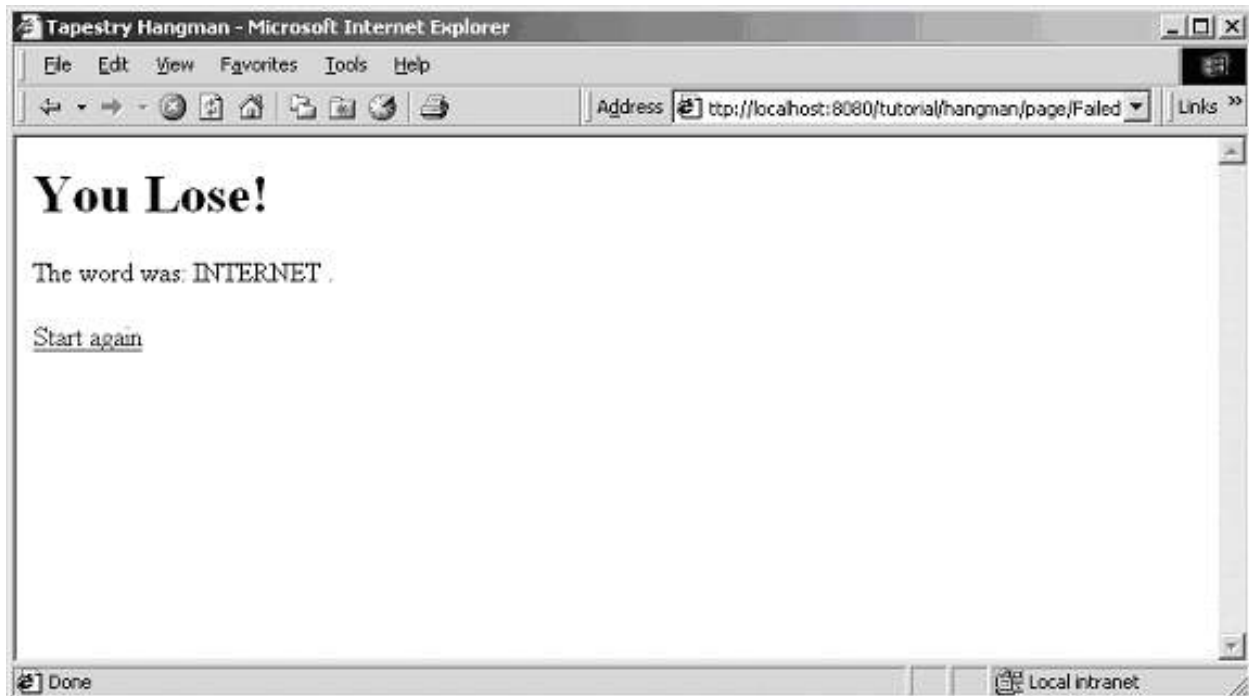 Tapestry Hangman - Microsoft Internet Explorer
File Edit View Favorites Tools Help
Address ttp://localhost:8080/tutorial/hangman/page/Failed Links »
You Lose!
The word was: INTERNET .
Start again
Done Local intranet